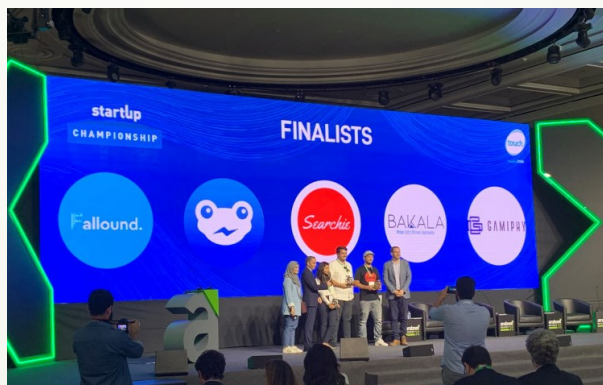 startup
CHAMPIONSHIP
FINALISTS
touch
Fallound.
Searchie
BAKALA
GAMIPHY
a